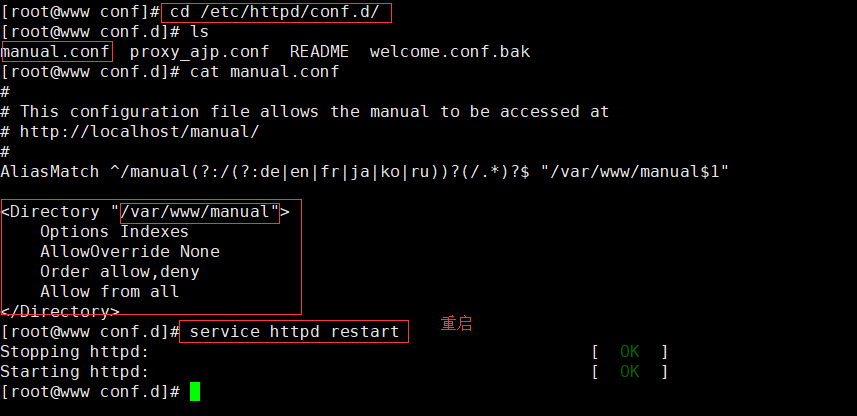 [root@www conf]# cd /etc/httpd/conf.d/
[root@www conf.d]# ls
manual.conf  proxy_ajp.conf  README  welcome.conf.bak
[root@www conf.d]# cat manual.conf
#
# This configuration file allows the manual to be accessed at
# http://localhost/manual/
#
AliasMatch ^/manual(?:/(?:de|en|fr|ja|ko|ru))?(/.*)?$ "/var/www/manual$1"

<Directory "/var/www/manual">
    Options Indexes
    AllowOverride None
    Order allow,deny
    Allow from all
</Directory>
[root@www conf.d]# service httpd restart 重启
Stopping httpd:                                            [  OK  ]
Starting httpd:                                            [  OK  ]
[root@www conf.d]#